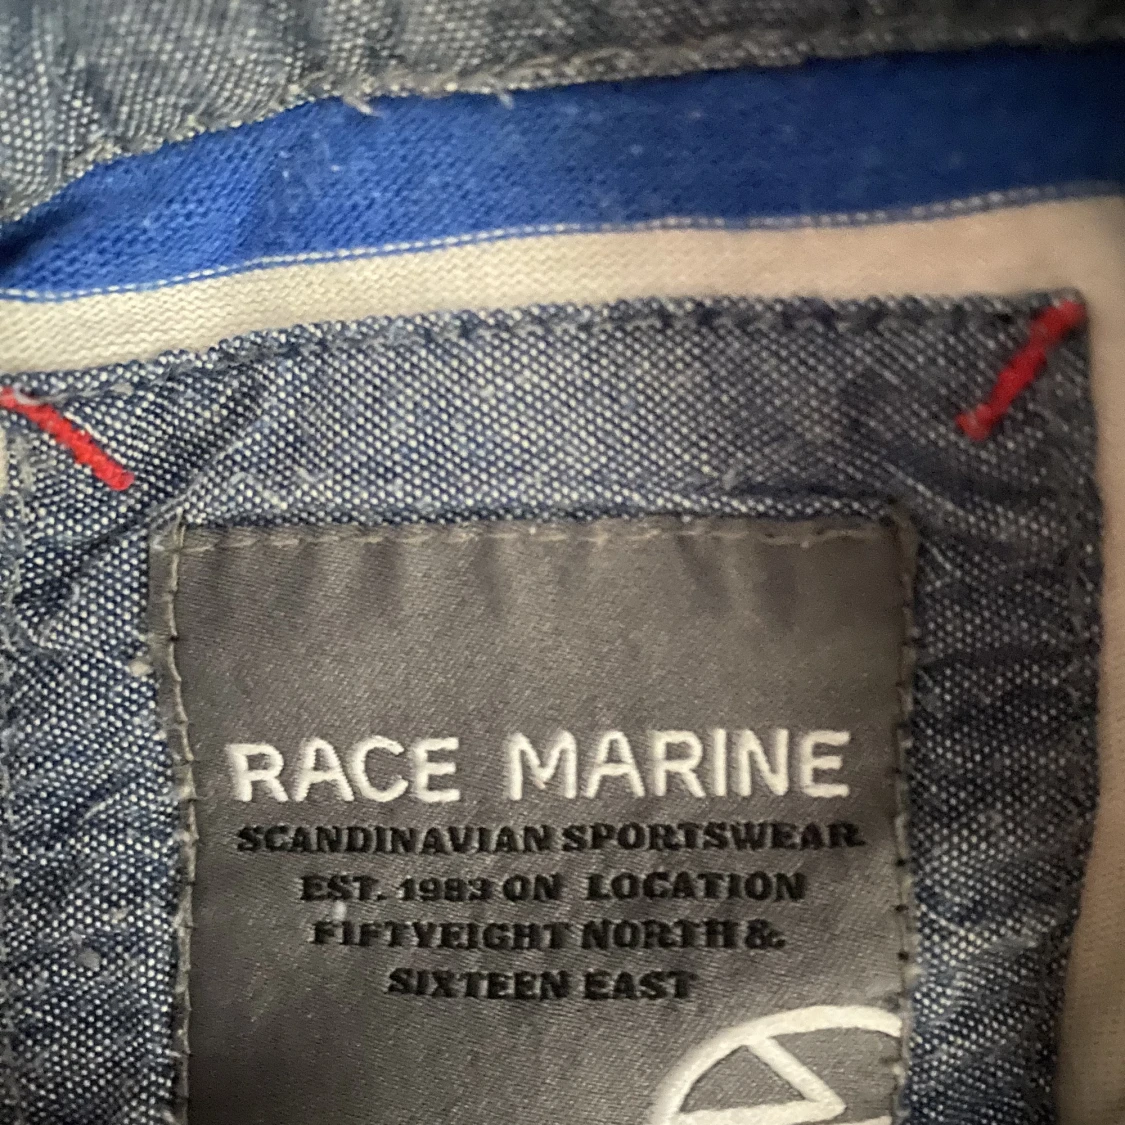 RACE MARINE
SCANDINAVIAN SPORTSWEAR
EST. 1983 ON LOCATION
FIFTYEIGHT NORTH &
SIXTEEN EAST